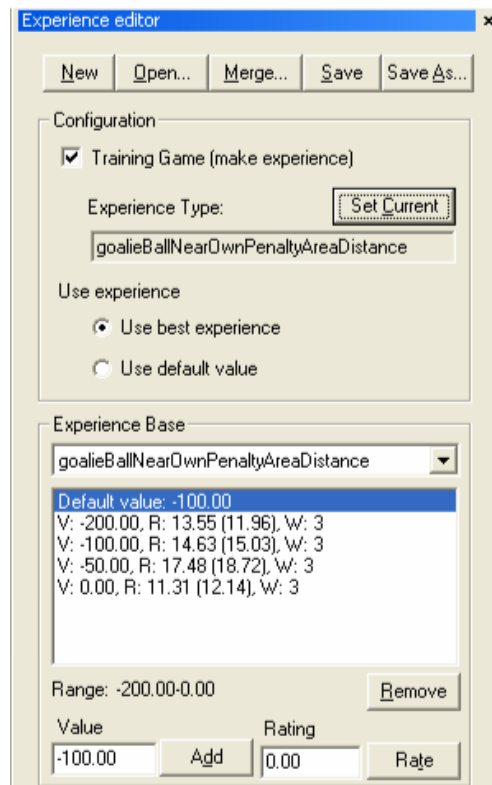 Experience editor
New Open... Merge... Save Save As...
Configuration
Training Game (make experience)
Experience Type: Set Current
goalieBallNearOwnPenaltyAreaDistance
Use experience
Use best experience
Use default value
Experience Base
goalieBallNearOwnPenaltyAreaDistance
Default value: -100.00
V: -200.00, R: 13.55 (11.96), W: 3
V: -100.00, R: 14.63 (15.03), W: 3
V: -50.00, R: 17.48 (18.72), W: 3
V: 0.00, R: 11.31 (12.14), W: 3
Range: -200.00-0.00 Remove
Value Rating
-100.00 Add 0.00 Rate